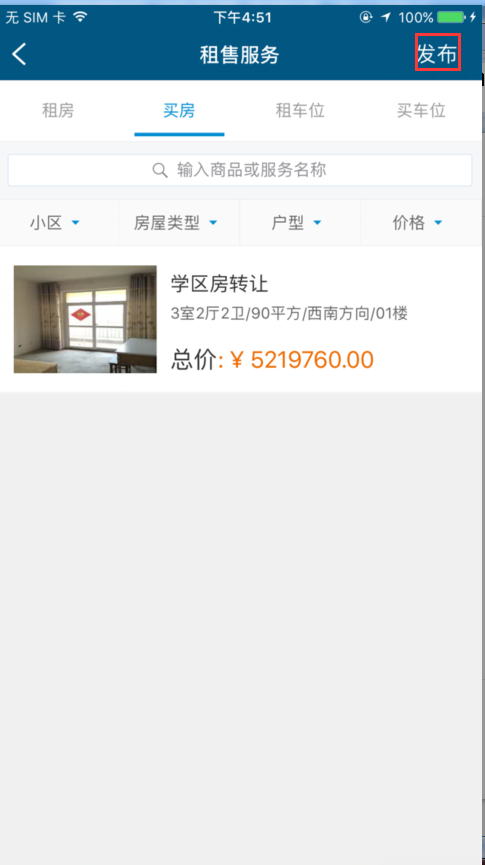 无 SIM 卡 下午4:51 100%
租售服务 发布
租房 买房 租车位 买车位
输入商品或服务名称
小区 房屋类型 户型 价格
学区房转让
3室2厅2卫/90平方/西南方向/01楼
总价: ¥ 5219760.00